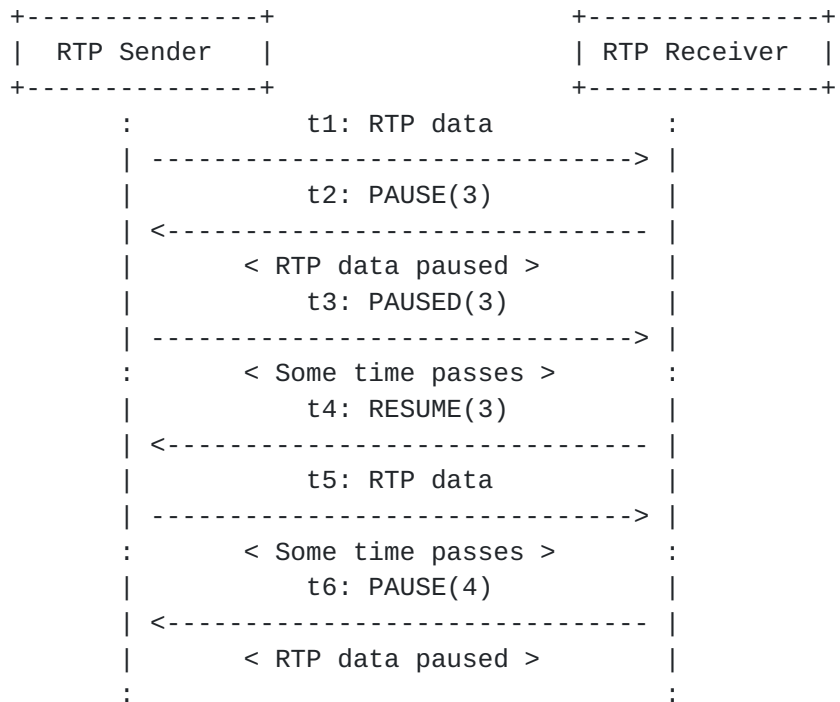 +---------------+                   +---------------+
|  RTP Sender   |                   | RTP Receiver  |
+---------------+                   +---------------+
       :           t1: RTP data           :
       | -------------------------------> |
       |           t2: PAUSE(3)           |
       | <------------------------------- |
       |       < RTP data paused >        |
       |           t3: PAUSED(3)          |
       | -------------------------------> |
       :       < Some time passes >       :
       |           t4: RESUME(3)          |
       | <------------------------------- |
       |           t5: RTP data           |
       | -------------------------------> |
       :       < Some time passes >       :
       |           t6: PAUSE(4)           |
       | <------------------------------- |
       |       < RTP data paused >        |
       :                                  :